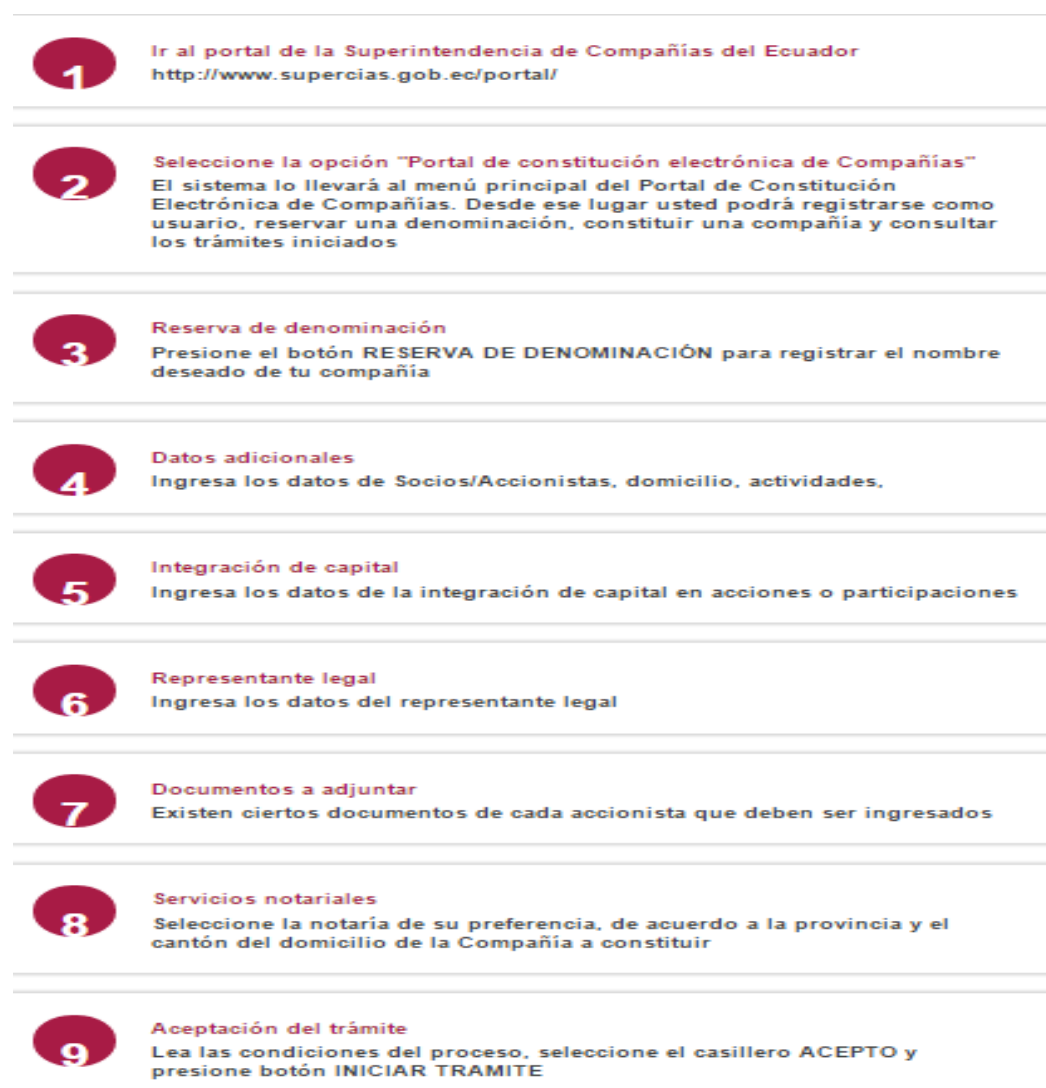 1
Ir al portal de la Superintendencia de Compañías del Ecuador
http://www.supercias.gob.ec/portal/
2
Seleccione la opción "Portal de constitución electrónica de Compañías"
El sistema lo llevará al menú principal del Portal de Constitución
Electrónica de Compañías. Desde ese lugar usted podrá registrarse como
usuario, reservar una denominación, constituir una compañía y consultar
los trámites iniciados
3
Reserva de denominación
Presione el botón RESERVA DE DENOMINACIÓN para registrar el nombre
deseado de tu compañía
4
Datos adicionales
Ingresa los datos de Socios/Accionistas, domicilio, actividades,
5
Integración de capital
Ingresa los datos de la integración de capital en acciones o participaciones
6
Representante legal
Ingresa los datos del representante legal
7
Documentos a adjuntar
Existen ciertos documentos de cada accionista que deben ser ingresados
8
Servicios notariales
Seleccione la notaría de su preferencia, de acuerdo a la provincia y el
cantón del domicilio de la Compañía a constituir
9
Aceptación del trámite
Lea las condiciones del proceso, seleccione el casillero ACEPTO y
presione botón INICIAR TRAMITE